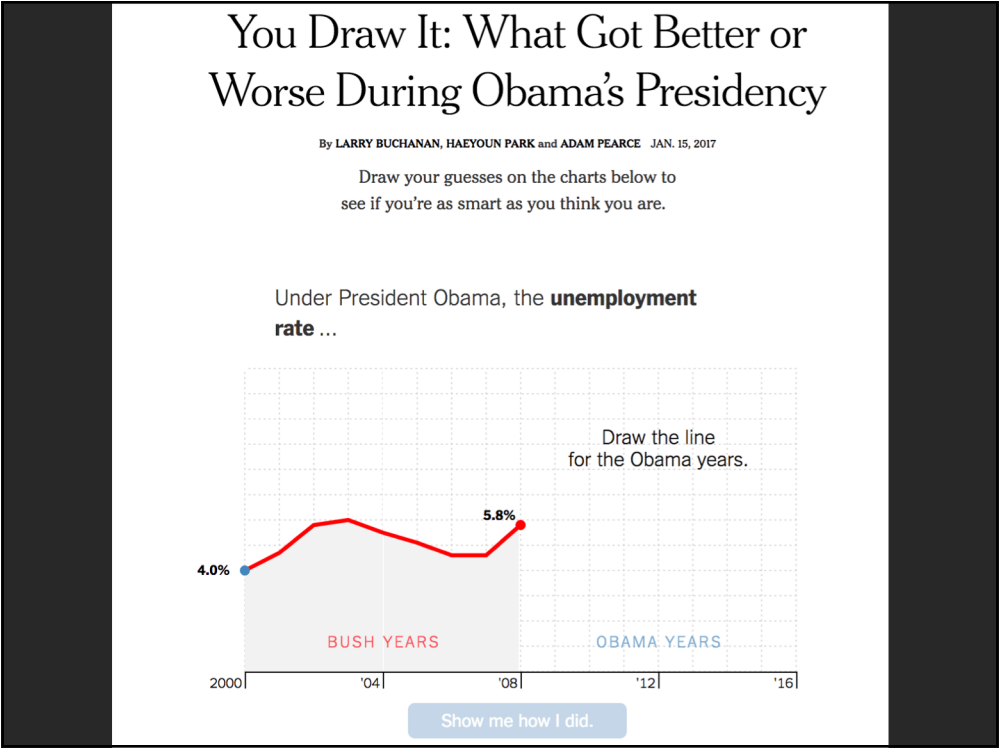 You Draw It: What Got Better or
Worse During Obama’s Presidency
By LARRY BUCHANAN, HAEYOUN PARK and ADAM PEARCE JAN. 15, 2017
Draw your guesses on the charts below to
see if you’re as smart as you think you are.
Under President Obama, the unemployment
rate ...
Draw the line
for the Obama years.
5.8%
4.0%
BUSH YEARS
OBAMA YEARS
2000 '04 '08 '12 '16
Show me how I did.